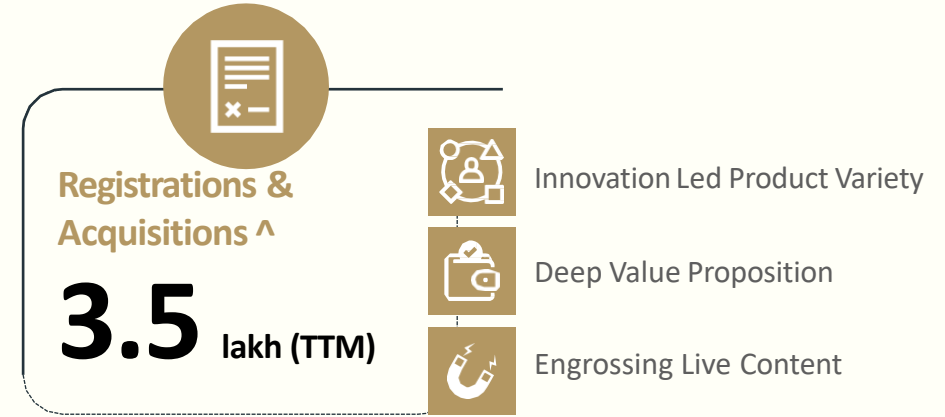 Registrations &
Acquisitions ^
3.5 lakh (TTM)
Innovation Led Product Variety
Deep Value Proposition
Engrossing Live Content